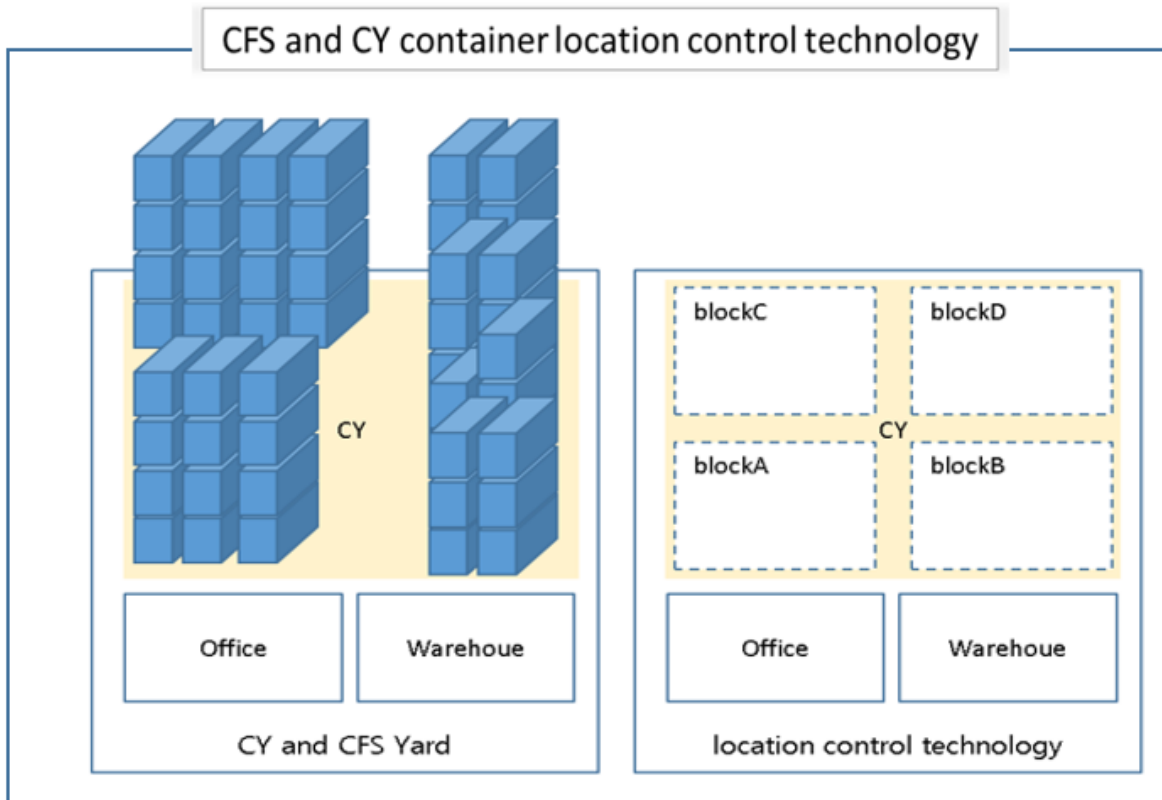 CFS and CY container location control technology
CY
Office
Warehoue
CY and CFS Yard
blockC
blockD
CY
blockA
blockB
Office
Warehoue
location control technology